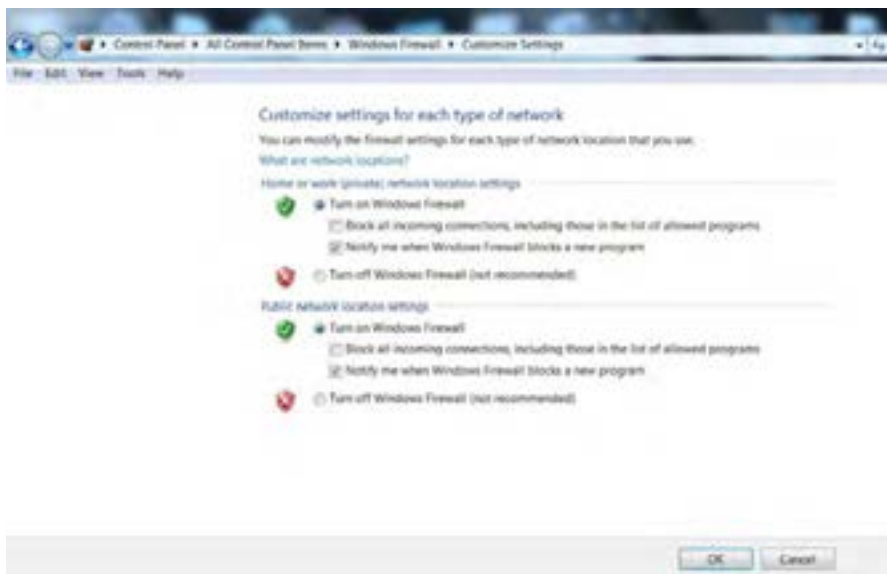 Control Panel ▸ All Control Panel Items ▸ Windows Firewall ▸ Customize Settings
File Edit View Tools Help
Customize settings for each type of network
You can modify the firewall settings for each type of network location that you use.
What are network locations?
Home or work (private) network location settings
Turn on Windows Firewall
Block all incoming connections, including those in the list of allowed programs
Notify me when Windows Firewall blocks a new program
Turn off Windows Firewall (not recommended)
Public network location settings
Turn on Windows Firewall
Block all incoming connections, including those in the list of allowed programs
Notify me when Windows Firewall blocks a new program
Turn off Windows Firewall (not recommended)
OK Cancel